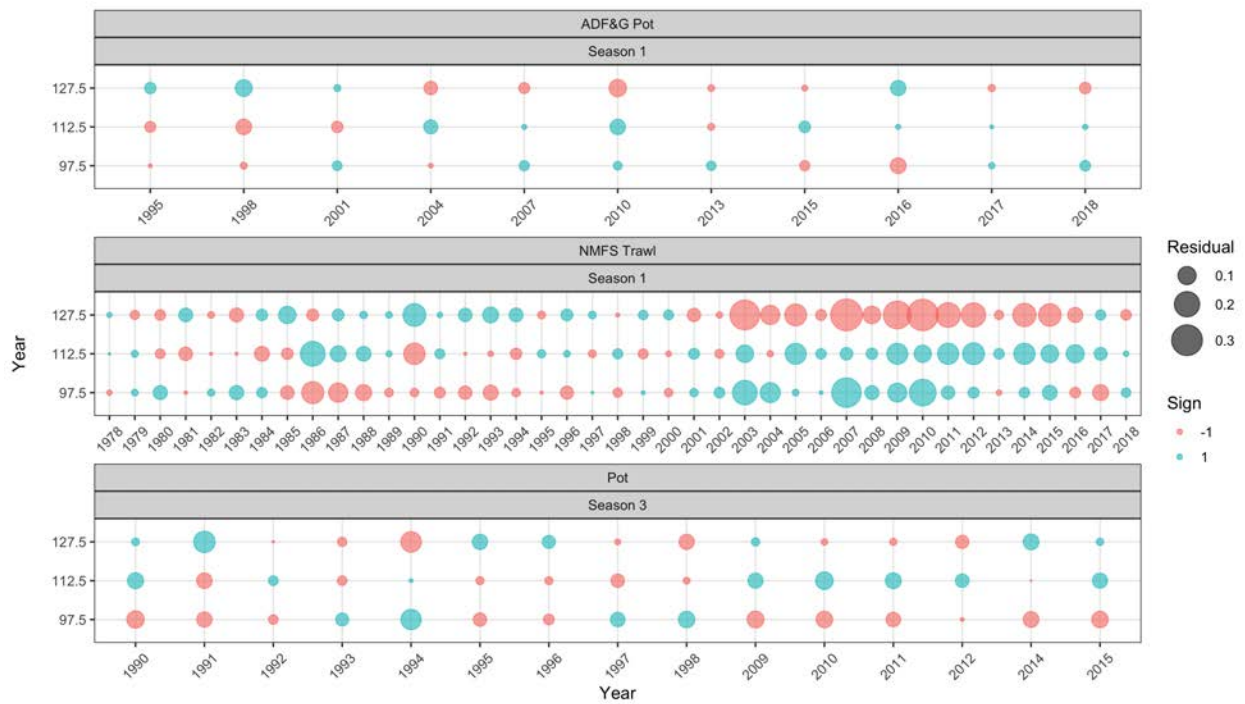 ADF&G Pot
Season 1
127.5
112.5
97.5
1995 1998 2001 2004 2007 2010 2013 2015 2016 2017 2018
NMFS Trawl
Season 1
127.5
112.5
97.5
1978 1979 1980 1981 1982 1983 1984 1985 1986 1987 1988 1989 1990 1991 1992 1993 1994 1995 1996 1997 1998 1999 2000 2001 2002 2003 2004 2005 2006 2007 2008 2009 2010 2011 2012 2013 2014 2015 2016 2017 2018
Pot
Season 3
127.5
112.5
97.5
1990 1991 1992 1993 1994 1995 1996 1997 1998 2009 2010 2011 2012 2014 2015
Year
Year
Residual
0.1
0.2
0.3
Sign
-1
1